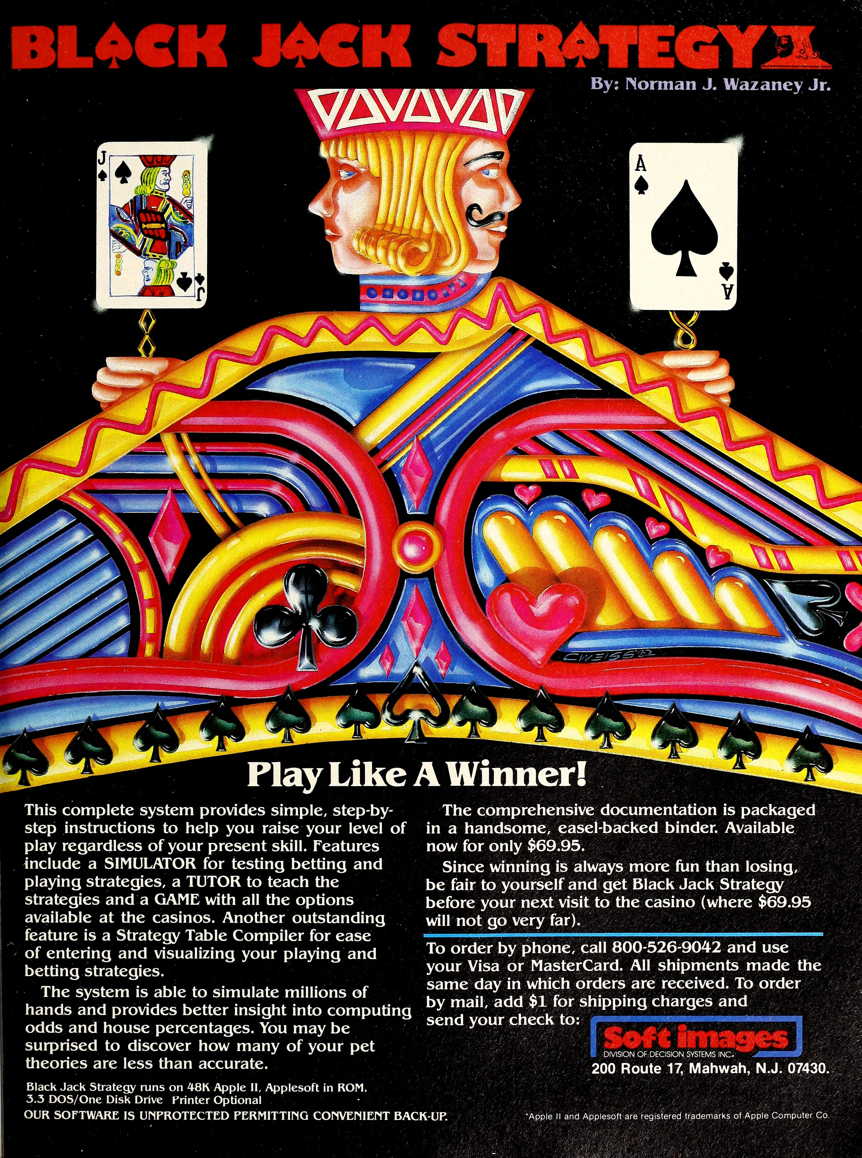 BLACK JACK STRATEGY
By: Norman J. Wazaney Jr.
J
J
A
A
C WEISS '82
Play Like A Winner!
This complete system provides simple, step-by-
step instructions to help you raise your level of
play regardless of your present skill. Features
include a SIMULATOR for testing betting and
playing strategies, a TUTOR to teach the
strategies and a GAME with all the options
available at the casinos. Another outstanding
feature is a Strategy Table Compiler for ease
of entering and visualizing your playing and
betting strategies.
The system is able to simulate millions of
hands and provides better insight into computing
odds and house percentages. You may be
surprised to discover how many of your pet
theories are less than accurate.
Black Jack Strategy runs on 48K Apple II, Applesoft in ROM.
3.3 DOS/One Disk Drive Printer Optional
OUR SOFTWARE IS UNPROTECTED PERMITTING CONVENIENT BACK-UP.
The comprehensive documentation is packaged
in a handsome, easel-backed binder. Available
now for only $69.95.
Since winning is always more fun than losing,
be fair to yourself and get Black Jack Strategy
before your next visit to the casino (where $69.95
will not go very far).
To order by phone, call 800-526-9042 and use
your Visa or MasterCard. All shipments made the
same day in which orders are received. To order
by mail, add $1 for shipping charges and
send your check to:
Soft images
DIVISION OF DECISION SYSTEMS INC.
200 Route 17, Mahwah, N.J. 07430.
*Apple II and Applesoft are registered trademarks of Apple Computer Co.